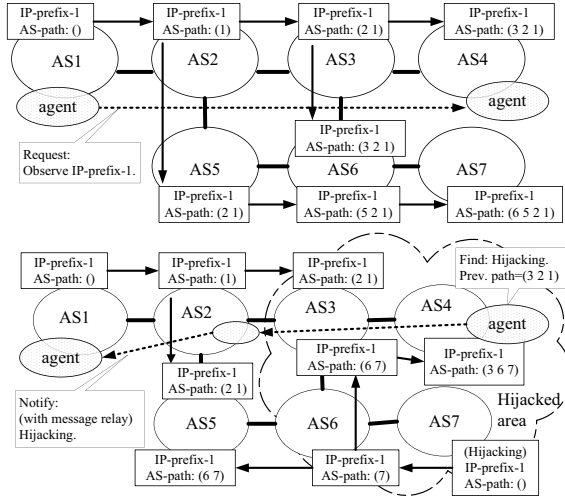 IP-prefix-1
AS-path: ()
IP-prefix-1
AS-path: (1)
IP-prefix-1
AS-path: (2 1)
IP-prefix-1
AS-path: (3 2 1)
AS1
AS2
AS3
AS4
agent
agent
Request:
Observe IP-prefix-1.
IP-prefix-1
AS-path: (3 2 1)
AS5
AS6
AS7
IP-prefix-1
AS-path: (2 1)
IP-prefix-1
AS-path: (5 2 1)
IP-prefix-1
AS-path: (6 5 2 1)
IP-prefix-1
AS-path: ()
IP-prefix-1
AS-path: (1)
IP-prefix-1
AS-path: (2 1)
Find: Hijacking.
Prev. path=(3 2 1)
AS1
AS2
AS3
AS4
agent
agent
IP-prefix-1
AS-path: (6 7)
IP-prefix-1
AS-path: (3 6 7)
IP-prefix-1
AS-path: (2 1)
Notify:
(with message relay)
Hijacking.
AS5
AS6
AS7
Hijacked
area
IP-prefix-1
AS-path: (6 7)
IP-prefix-1
AS-path: (7)
(Hijacking)
IP-prefix-1
AS-path: ()